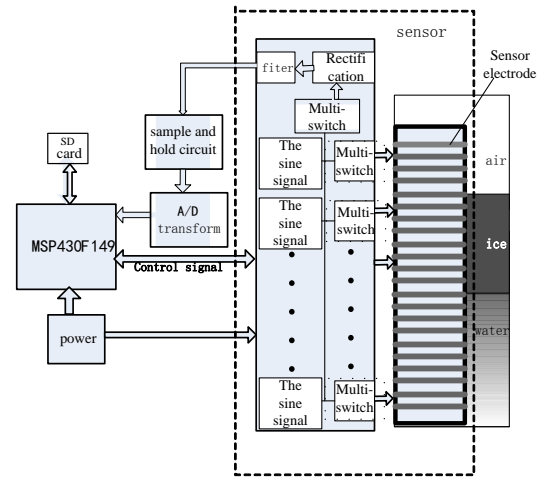 sensor
Sensor
electrode
fiter
Rectifi
cation
Multi-
switch
sample and
hold circuit
SD
card
The
sine
signal
Multi-
switch
air
A/D
transform
The
sine
signal
Multi-
switch
MSP430F149
ice
Control signal
power
water
The
sine
signal
Multi-
switch